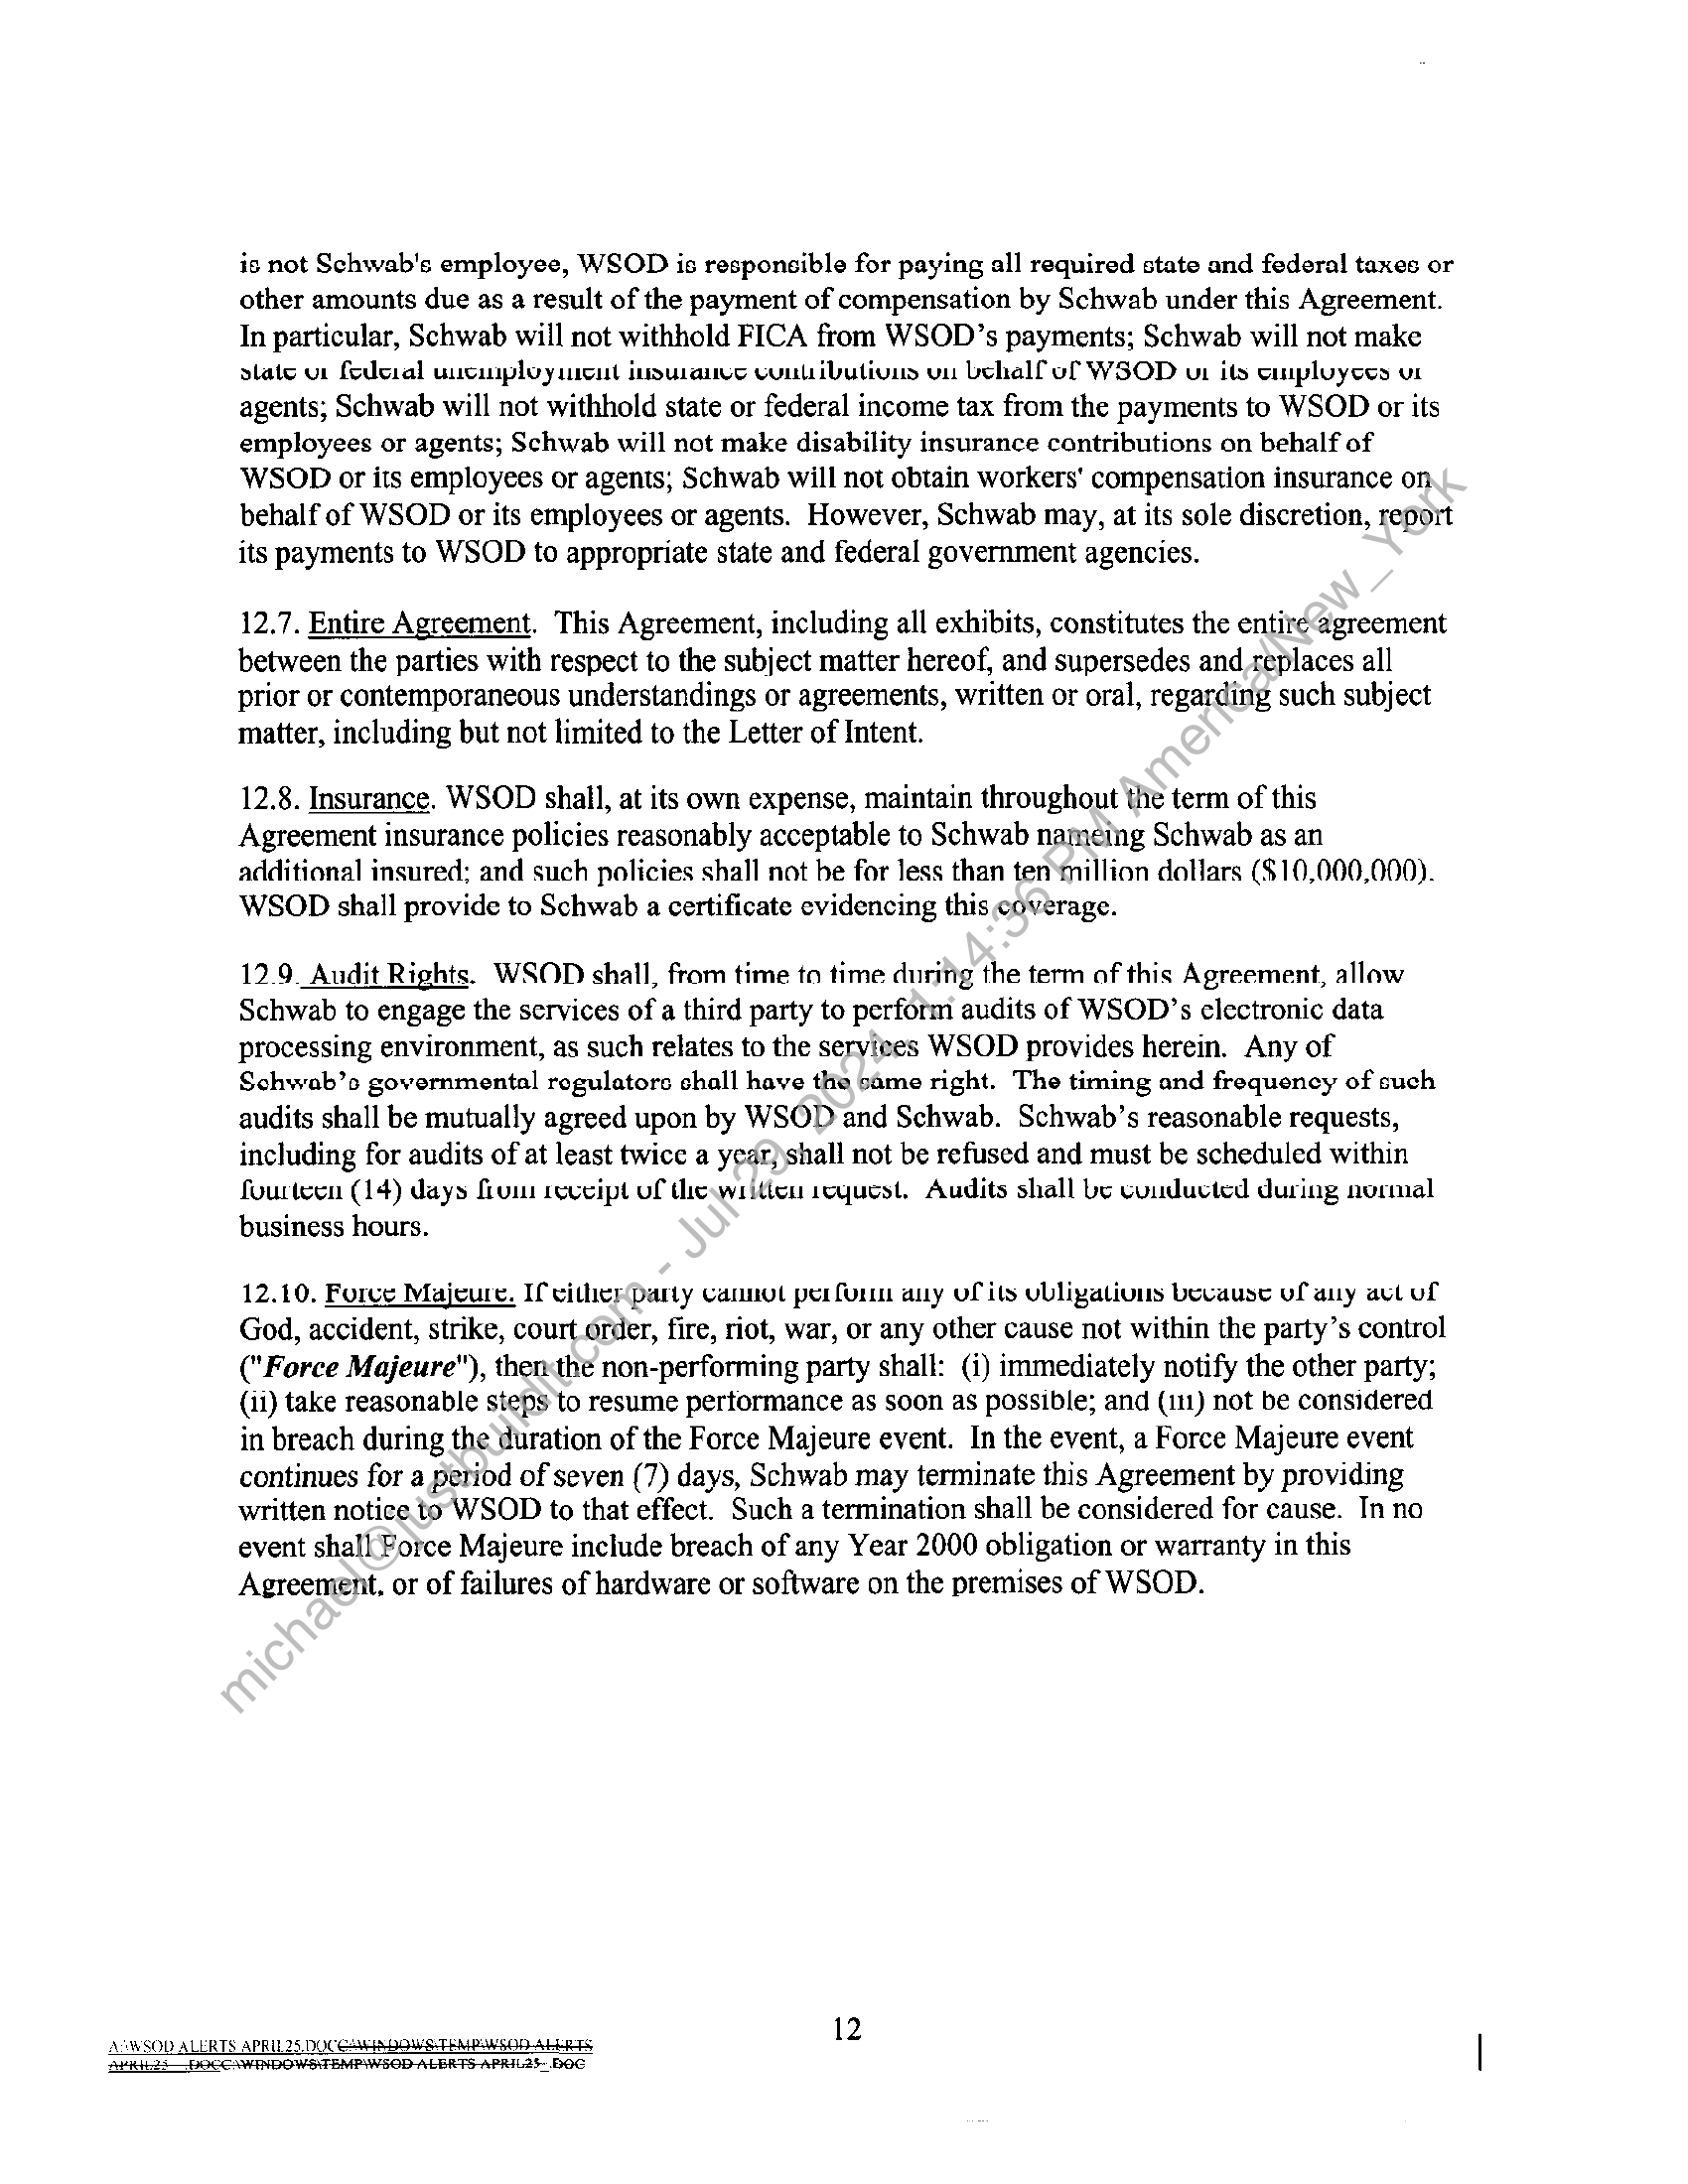 is not Schwab's employee, WSOD is responsible for paying all required state and federal taxes or
other amounts due as a result of the payment of compensation by Schwab under this Agreement.
In particular, Schwab will not withhold FICA from WSOD’s payments; Schwab will not make
state or federal unemployment insurance contributions on behalf of WSOD or its employees or
agents; Schwab will not withhold state or federal income tax from the payments to WSOD or its
employees or agents; Schwab will not make disability insurance contributions on behalf of
WSOD or its employees or agents; Schwab will not obtain workers' compensation insurance on
behalf of WSOD or its employees or agents. However, Schwab may, at its sole discretion, report
its payments to WSOD to appropriate state and federal government agencies.
12.7. Entire Agreement. This Agreement, including all exhibits, constitutes the entire agreement
between the parties with respect to the subject matter hereof, and supersedes and replaces all
prior or contemporaneous understandings or agreements, written or oral, regarding such subject
matter, including but not limited to the Letter of Intent.
12.8. Insurance. WSOD shall, at its own expense, maintain throughout the term of this
Agreement insurance policies reasonably acceptable to Schwab nameing Schwab as an
additional insured; and such policies shall not be for less than ten million dollars ($10,000,000).
WSOD shall provide to Schwab a certificate evidencing this coverage.
12.9. Audit Rights. WSOD shall, from time to time during the term of this Agreement, allow
Schwab to engage the services of a third party to perform audits of WSOD’s electronic data
processing environment, as such relates to the services WSOD provides herein. Any of
Schwab’s governmental regulators shall have the same right. The timing and frequency of such
audits shall be mutually agreed upon by WSOD and Schwab. Schwab’s reasonable requests,
including for audits of at least twice a year, shall not be refused and must be scheduled within
fourteen (14) days from receipt of the written request. Audits shall be conducted during normal
business hours.
12.10. Force Majeure. If either party cannot perform any of its obligations because of any act of
God, accident, strike, court order, fire, riot, war, or any other cause not within the party’s control
("Force Majeure"), then the non-performing party shall: (i) immediately notify the other party;
(ii) take reasonable steps to resume performance as soon as possible; and (iii) not be considered
in breach during the duration of the Force Majeure event. In the event, a Force Majeure event
continues for a period of seven (7) days, Schwab may terminate this Agreement by providing
written notice to WSOD to that effect. Such a termination shall be considered for cause. In no
event shall Force Majeure include breach of any Year 2000 obligation or warranty in this
Agreement, or of failures of hardware or software on the premises of WSOD.
michael@justbuildit.com - Jul 29, 2024, 1:14:36 PM America/New_York
12
A:\WSOD ALERTS APRIL25.DOCC:\WINDOWS\TEMP\WSOD ALERTS
APRIL25_.DOCC:\WINDOWS\TEMP\WSOD ALERTS APRIL25_.DOC